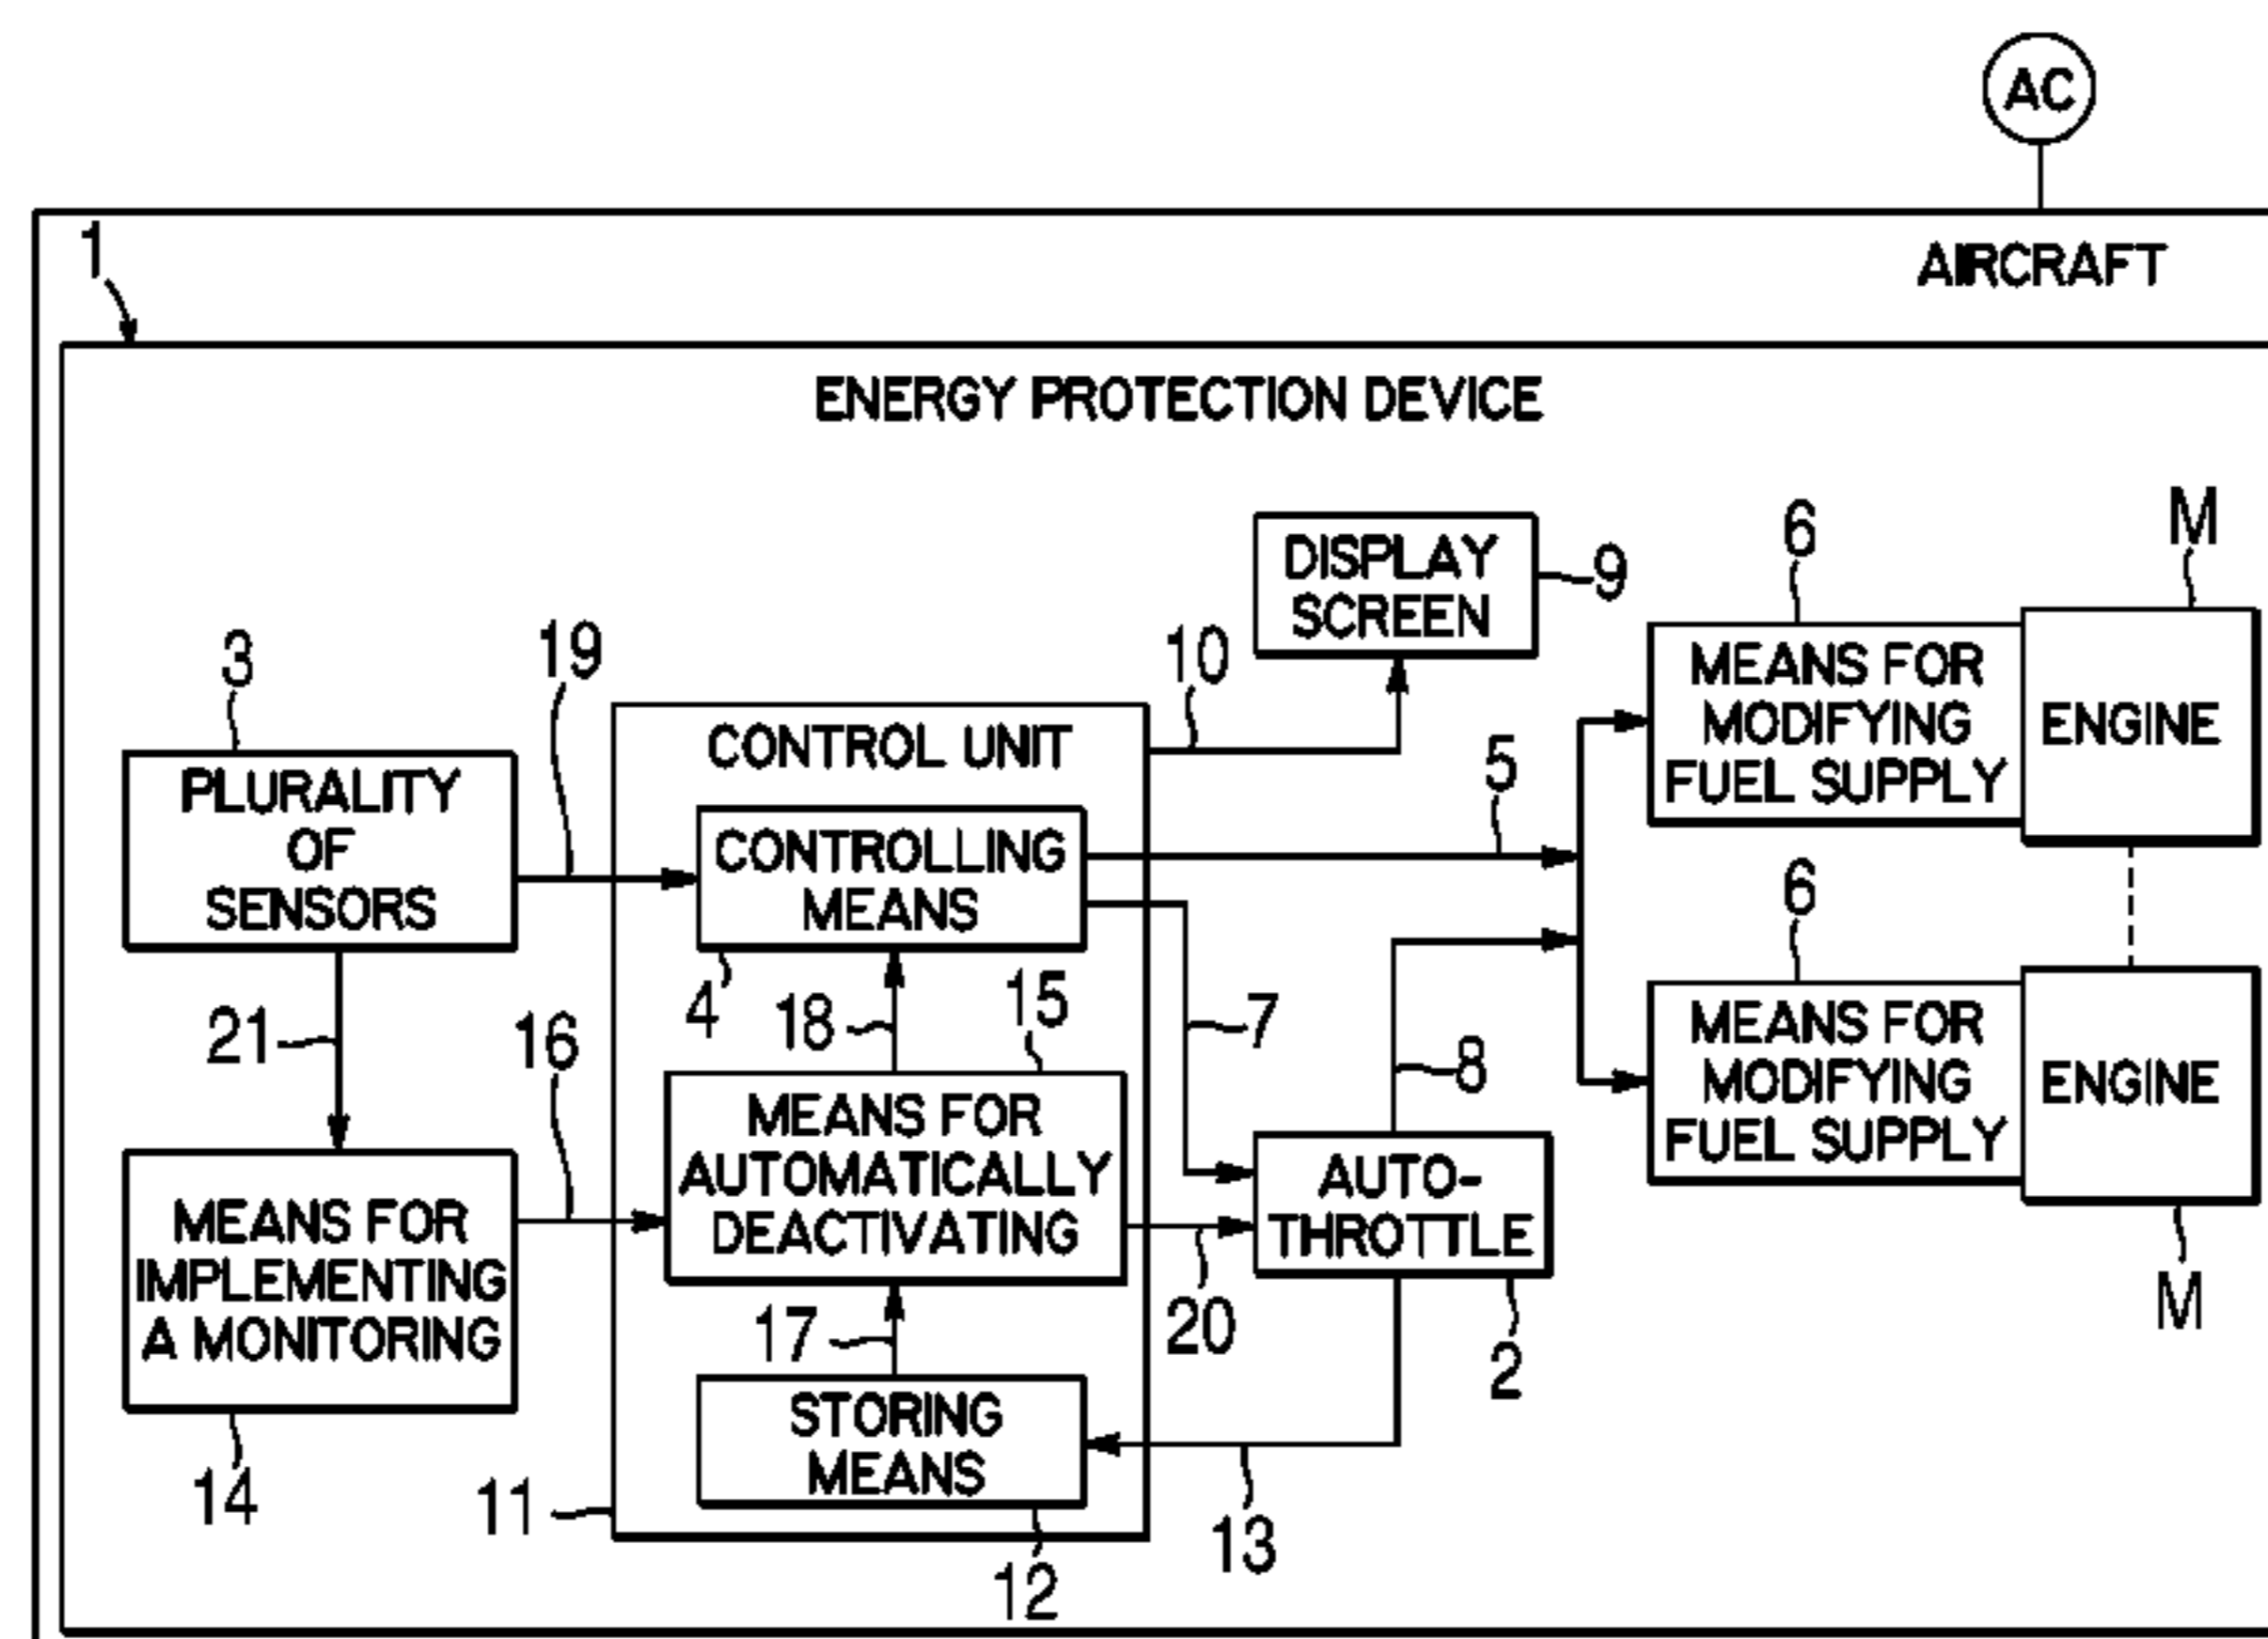 AC
AIRCRAFT
1
ENERGY PROTECTION DEVICE
DISPLAY
SCREEN
9
6
M
MEANS FOR
MODIFYING
FUEL SUPPLY
ENGINE
3
19
10
PLURALITY
OF
SENSORS
CONTROL UNIT
5
CONTROLLING
MEANS
6
4
18
15
7
21
16
8
MEANS FOR
MODIFYING
FUEL SUPPLY
ENGINE
MEANS FOR
AUTOMATICALLY
DEACTIVATING
AUTO-
THROTTLE
MEANS FOR
IMPLEMENTING
A MONITORING
17
20
2
M
STORING
MEANS
14
11
12
13